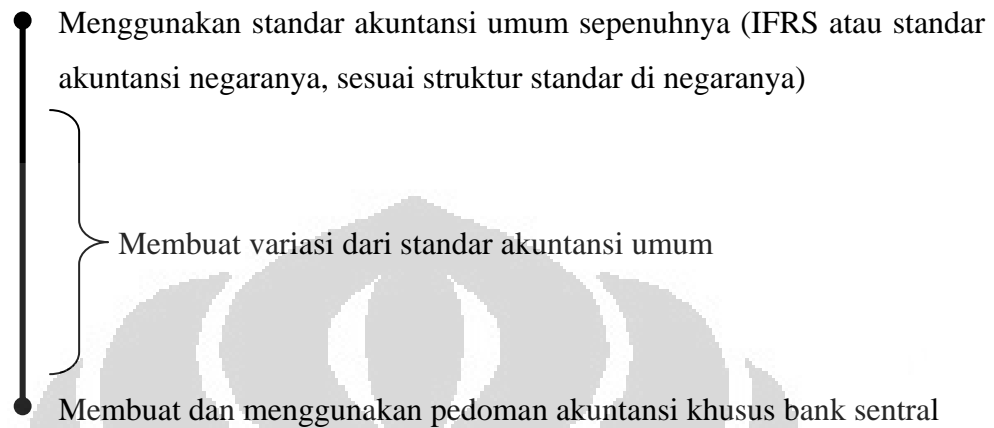 Menggunakan standar akuntansi umum sepenuhnya (IFRS atau standar
akuntansi negaranya, sesuai struktur standar di negaranya)
Membuat variasi dari standar akuntansi umum
Membuat dan menggunakan pedoman akuntansi khusus bank sentral